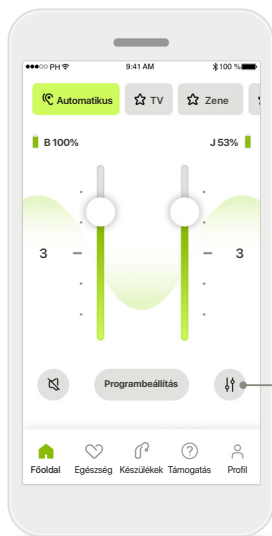 ●●●○○ PH 9:41 AM 100 %
Automatikus TV Zene
B 100% J 53%
3 3
Programbeállítás
Főoldal Egészség Készülékek Támogatás Profil